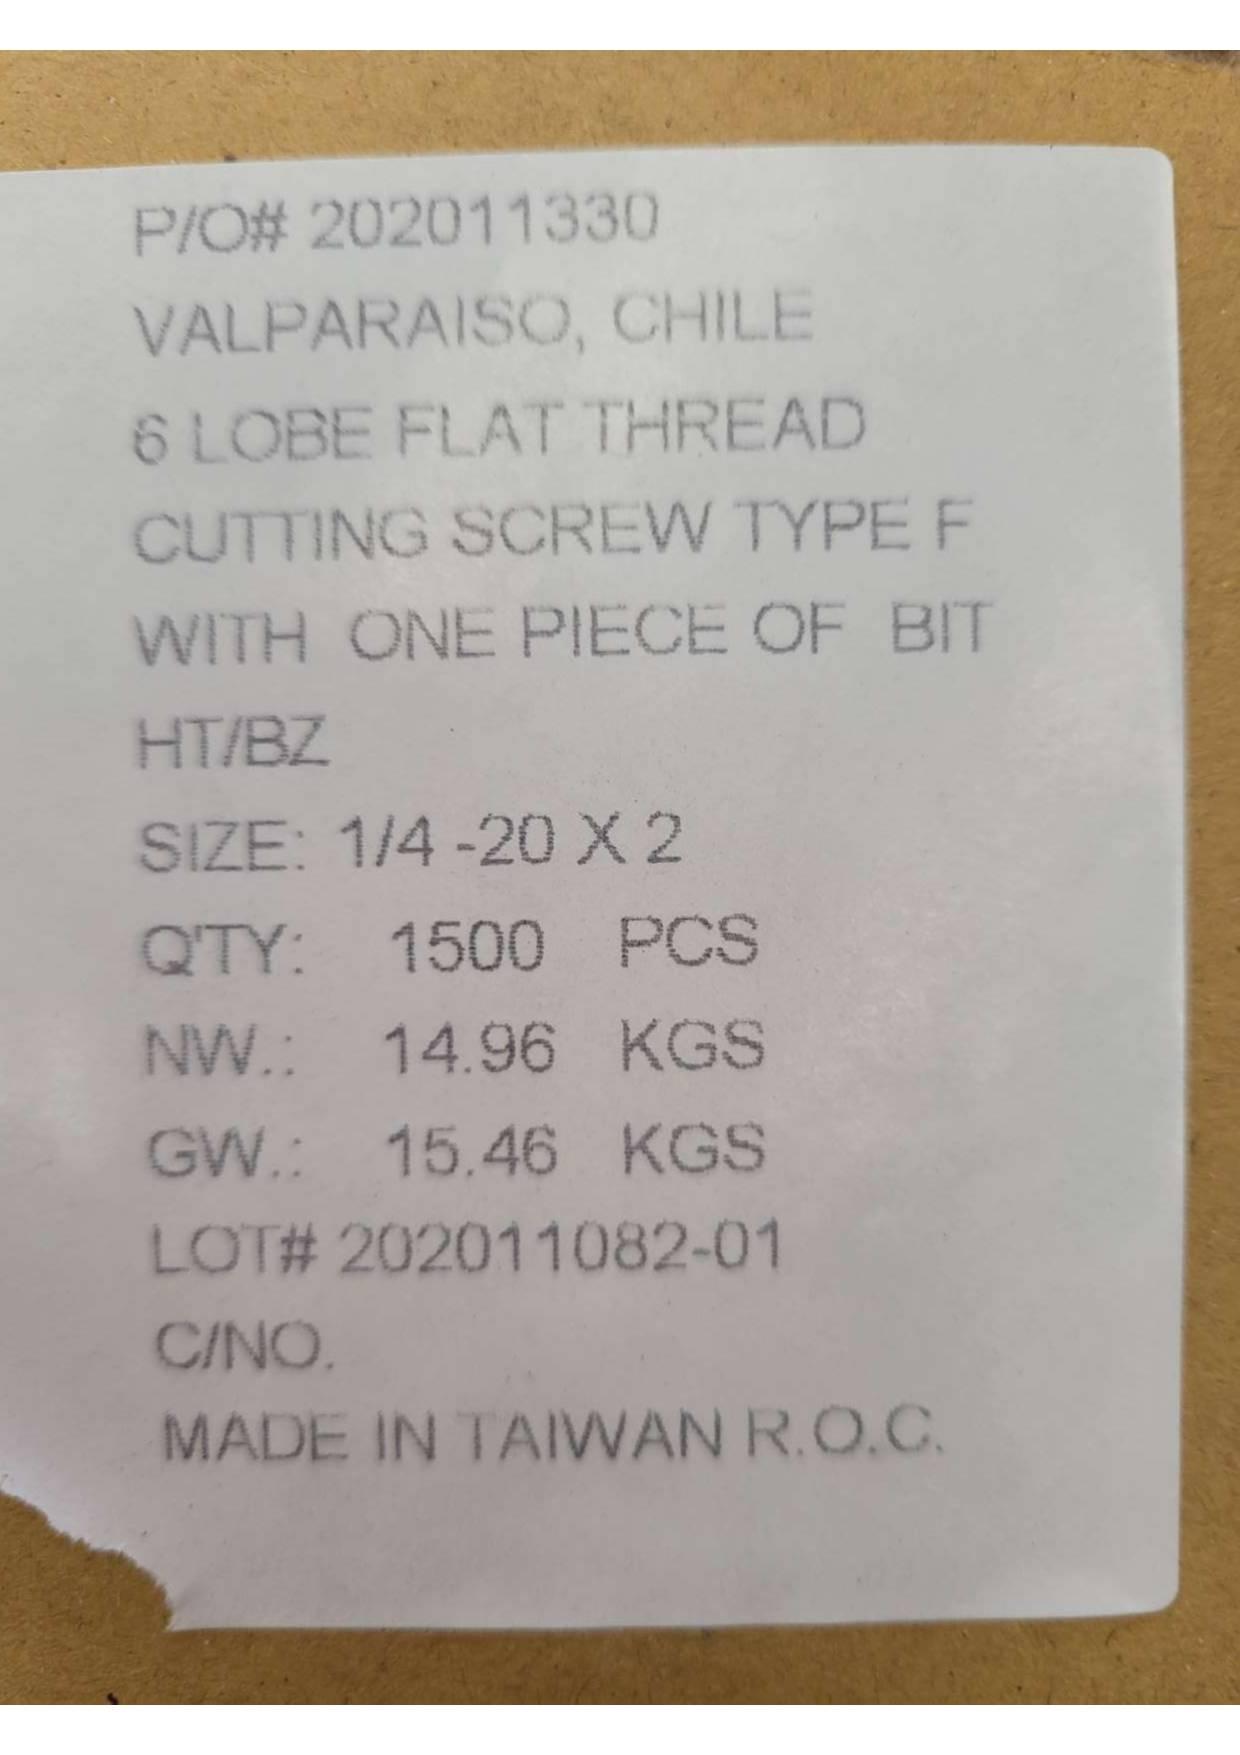 P/O# 202011330
VALPARAISO, CHILE
6 LOBE FLAT THREAD
CUTTING SCREW TYPE F
WITH ONE PIECE OF BIT
HT/BZ
SIZE: 1/4 -20 X 2
Q'TY: 1500 PCS
NW.: 14.96 KGS
GW.: 15.46 KGS
LOT# 202011082-01
C/NO.
MADE IN TAIWAN R.O.C.